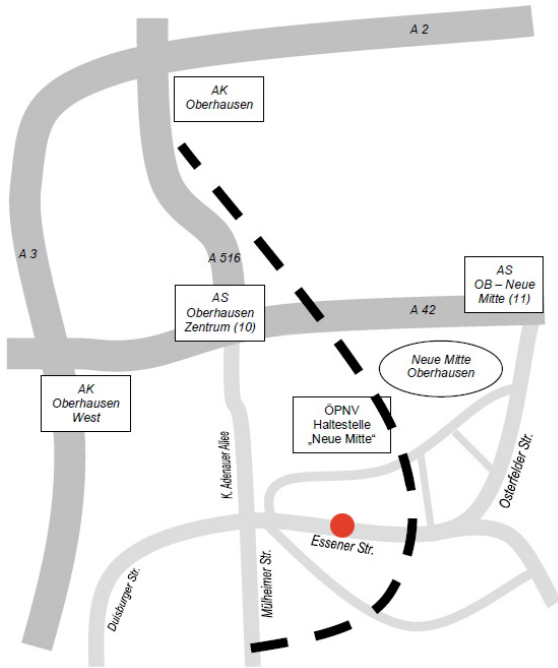 A 2
AK
Oberhausen
A 3
A 516
AS
Oberhausen
Zentrum (10)
AS
OB – Neue
Mitte (11)
A 42
Neue Mitte
Oberhausen
AK
Oberhausen
West
ÖPNV
Haltestelle
„Neue Mitte“
K. Adenauer Allee
Osterfelder Str.
Essener Str.
Duisburger Str.
Mülheimer Str.